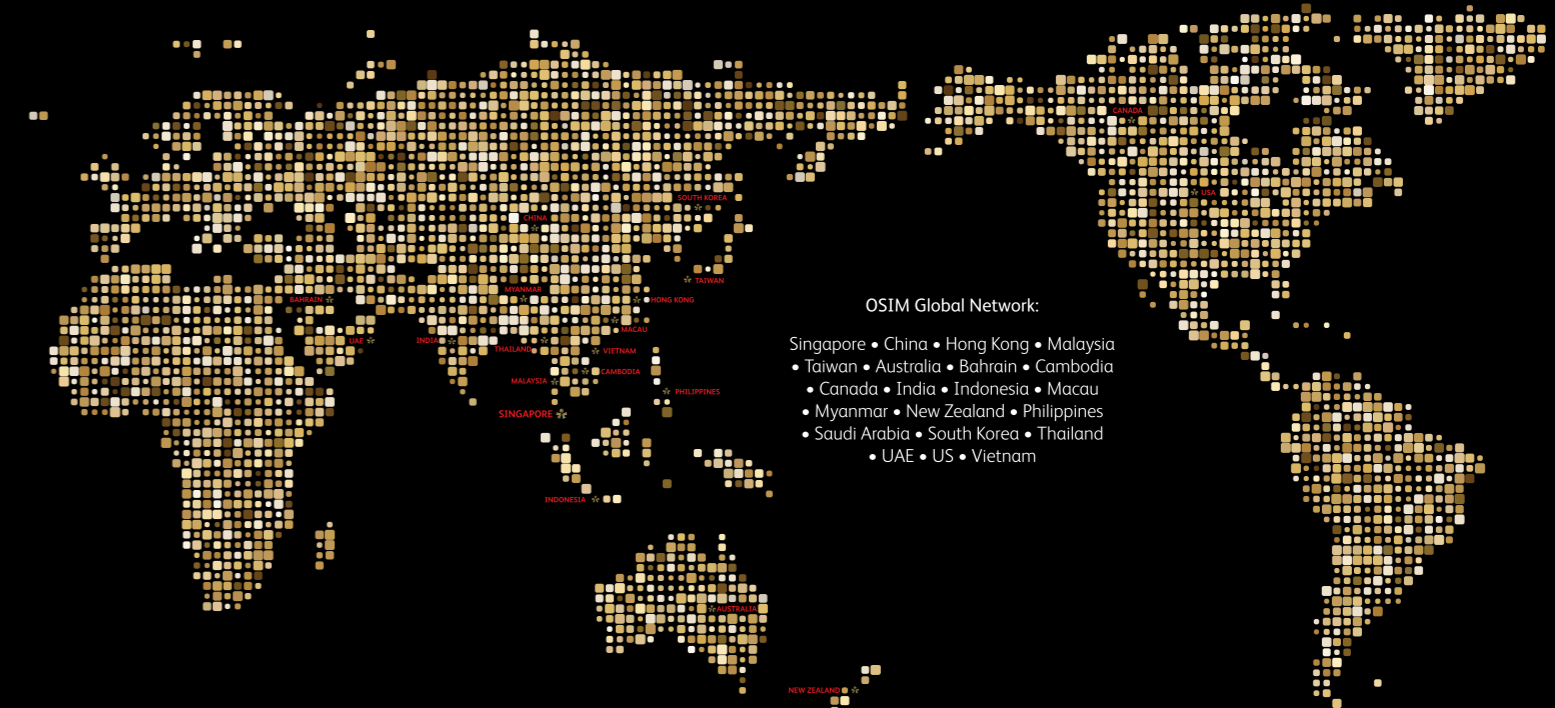 CANADA
USA
SOUTH KOREA
CHINA
TAIWAN
MYANMAR
BAHRAIN
HONG KONG
MACAU
UAE
INDIA
THAILAND
VIETNAM
CAMBODIA
MALAYSIA
PHILIPPINES
SINGAPORE
INDONESIA
AUSTRALIA
NEW ZEALAND
OSIM Global Network:
Singapore • China • Hong Kong • Malaysia
• Taiwan • Australia • Bahrain • Cambodia
• Canada • India • Indonesia • Macau
• Myanmar • New Zealand • Philippines
• Saudi Arabia • South Korea • Thailand
• UAE • US • Vietnam